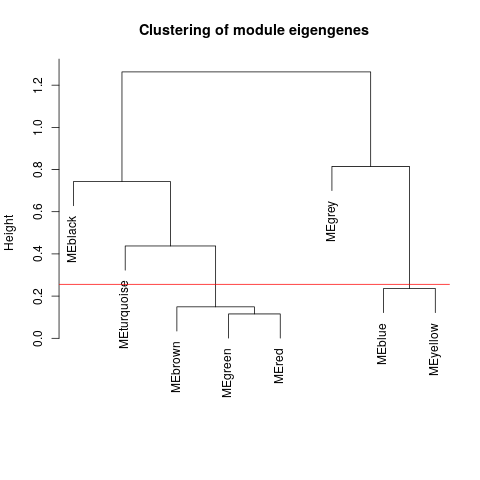 Clustering of module eigengenes
Height
1.2
1.0
0.8
0.6
0.4
0.2
0.0
MEblack
MEturquoise
MEbrown
MEgreen
MEred
MEgrey
MEblue
MEyellow